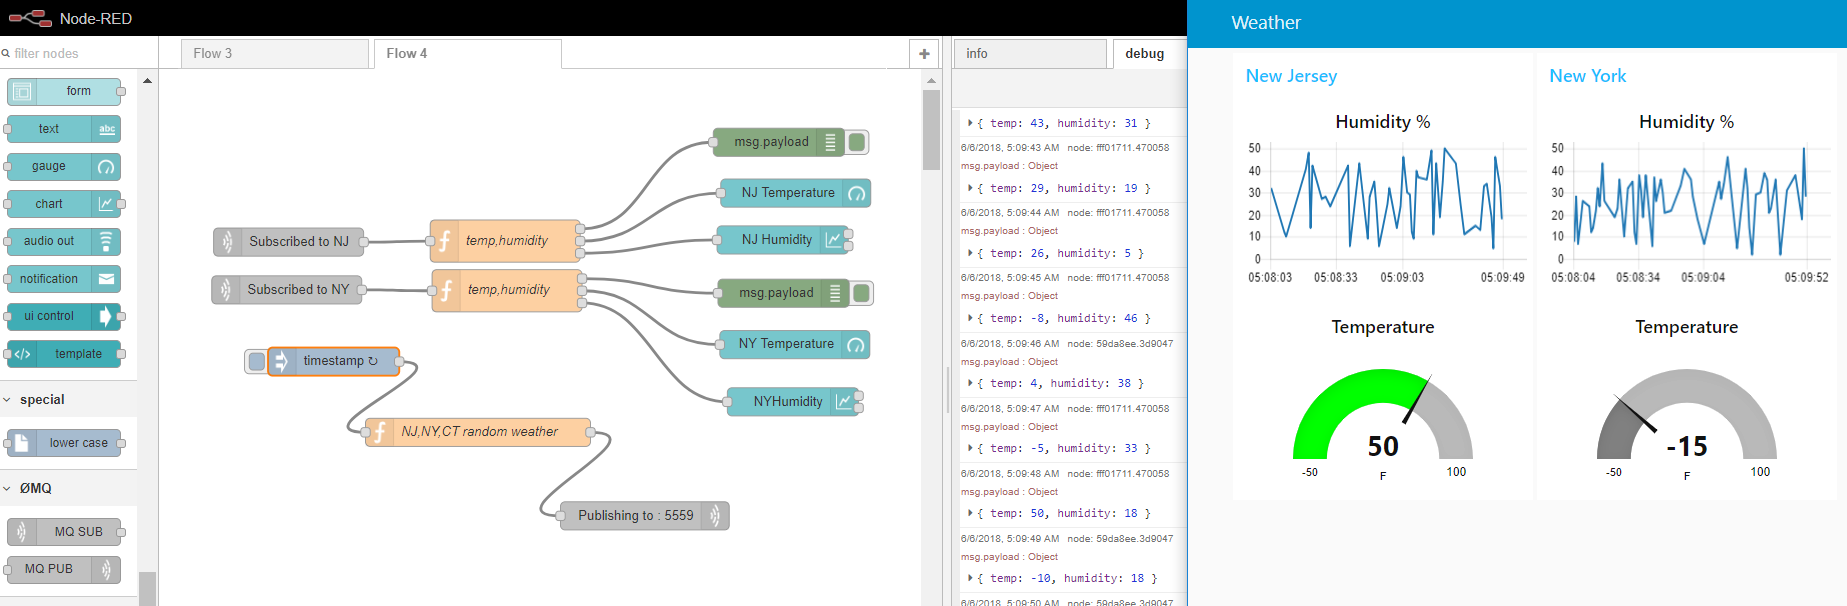 Node-RED
filter nodes
form
text
abc
gauge
chart
audio out
notification
ui control
</>
template
special
lower case
ØMQ
MQ SUB
MQ PUB
Flow 3
Flow 4
+
Subscribed to NJ
Subscribed to NY
f
temp,humidity
f
temp,humidity
timestamp ↻
f
NJ,NY,CT random weather
Publishing to : 5559
msg.payload
NJ Temperature
NJ Humidity
msg.payload
NY Temperature
NYHumidity
info
debug
{ temp: 43, humidity: 31 }
6/6/2018, 5:09:43 AM node: fff01711.470058
msg.payload : Object
{ temp: 29, humidity: 19 }
6/6/2018, 5:09:44 AM node: fff01711.470058
msg.payload : Object
{ temp: 26, humidity: 5 }
6/6/2018, 5:09:45 AM node: fff01711.470058
msg.payload : Object
{ temp: -8, humidity: 46 }
6/6/2018, 5:09:46 AM node: 59da8ee.3d9047
msg.payload : Object
{ temp: 4, humidity: 38 }
6/6/2018, 5:09:47 AM node: fff01711.470058
msg.payload : Object
{ temp: -5, humidity: 33 }
6/6/2018, 5:09:48 AM node: fff01711.470058
msg.payload : Object
{ temp: 50, humidity: 18 }
6/6/2018, 5:09:49 AM node: 59da8ee.3d9047
msg.payload : Object
{ temp: -10, humidity: 18 }
6/6/2018, 5:09:50 AM node: 59da8ee.3d9047
Weather
New Jersey
Humidity %
50
40
30
20
10
0
05:08:03 05:08:33 05:09:03 05:09:49
Temperature
50
-50
F
100
New York
Humidity %
50
40
30
20
10
0
05:08:04 05:08:34 05:09:04 05:09:52
Temperature
-15
-50
F
100